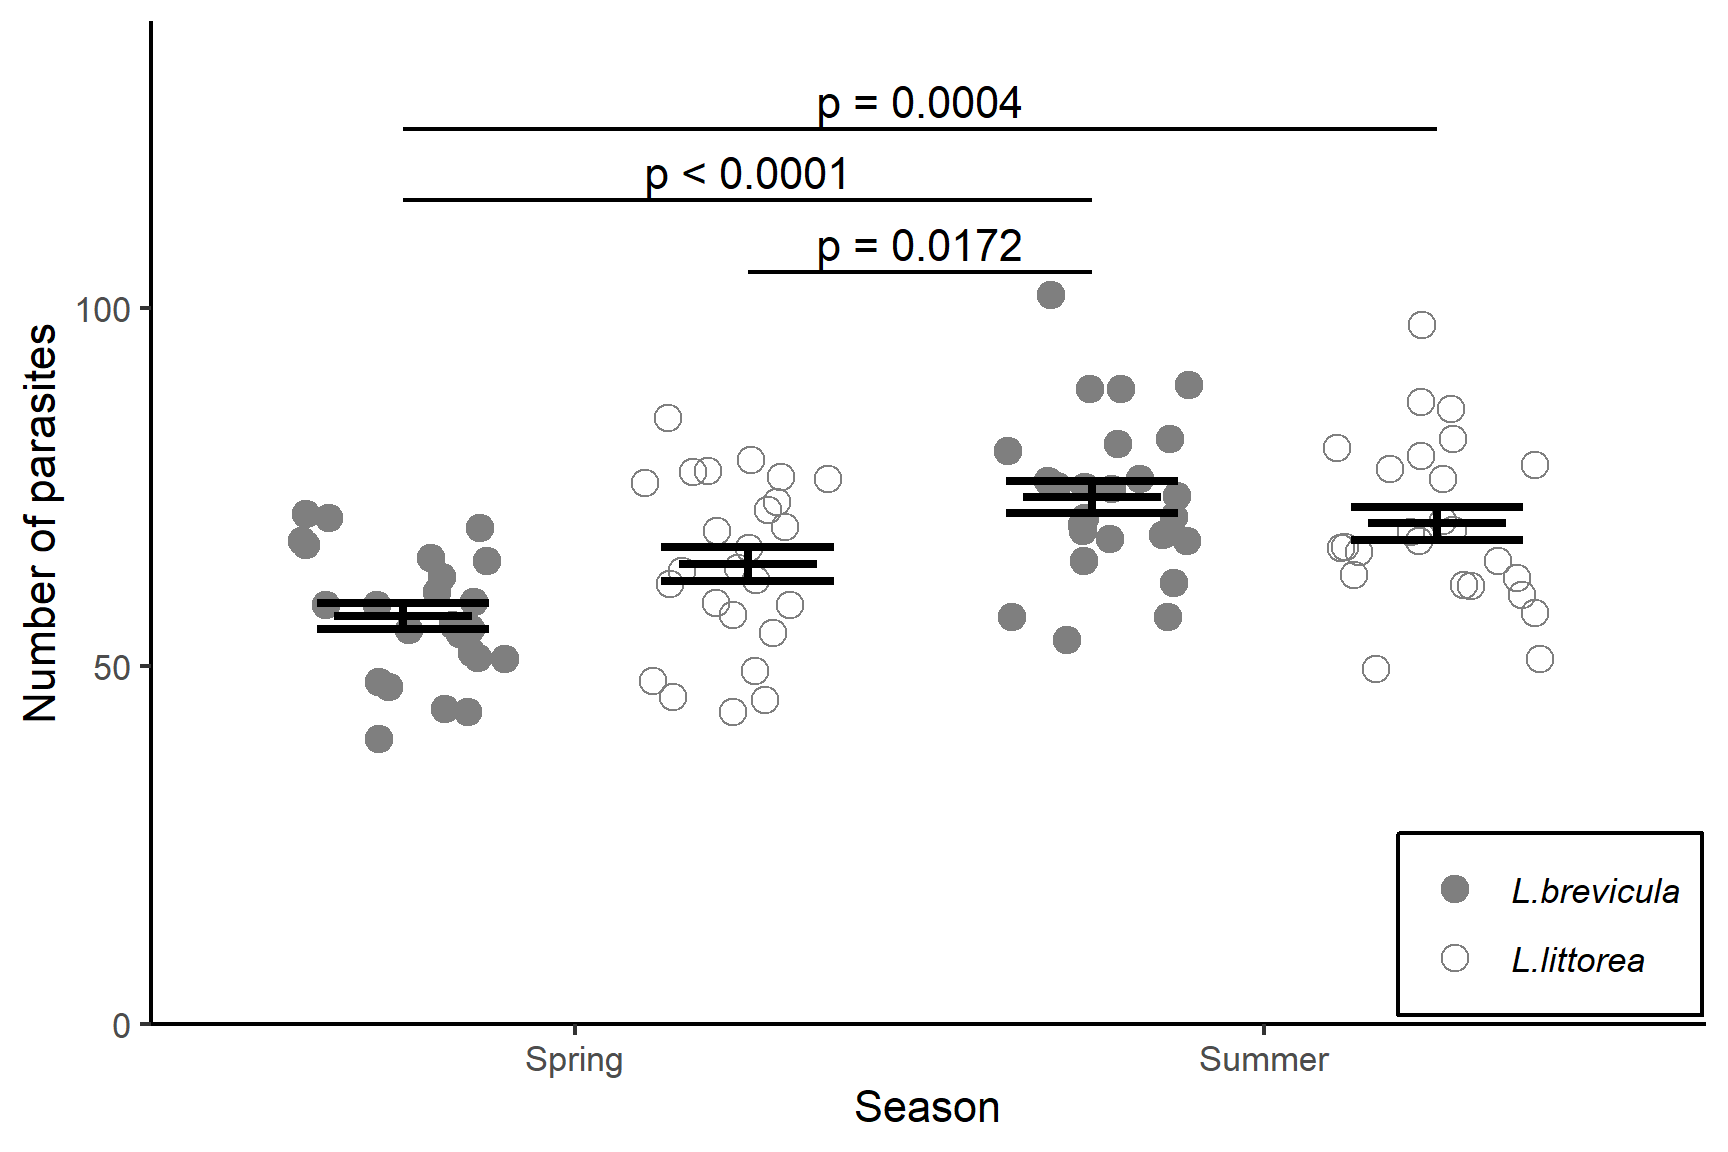 p = 0.0004
p < 0.0001
p = 0.0172
Number of parasites
100
50
0
Spring
Summer
Season
L.brevicula
L.littorea